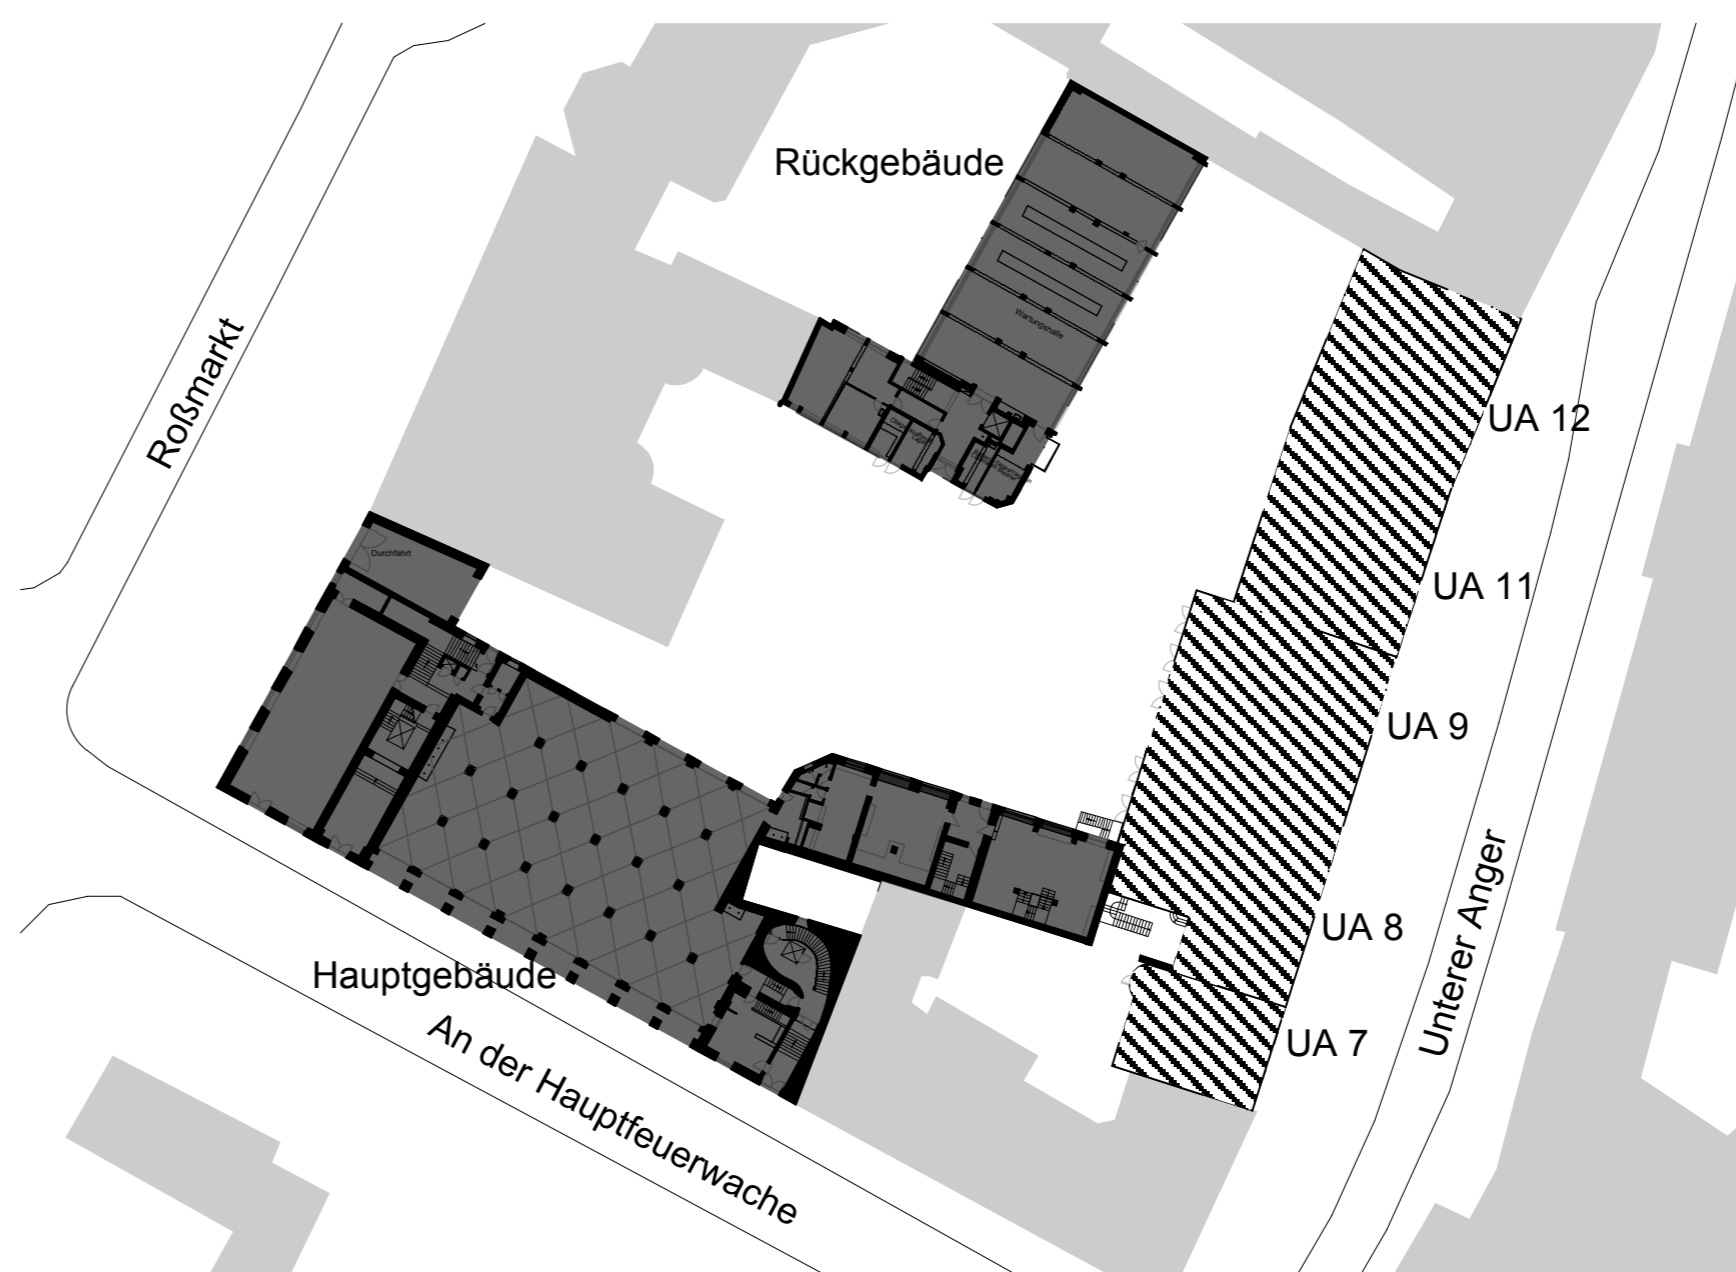 Rückgebäude
Wartungshalle
Roßmarkt
UA 12
Durchfahrt
UA 11
UA 9
UA 8
Unterer Anger
Hauptgebäude
UA 7
An der Hauptfeuerwache